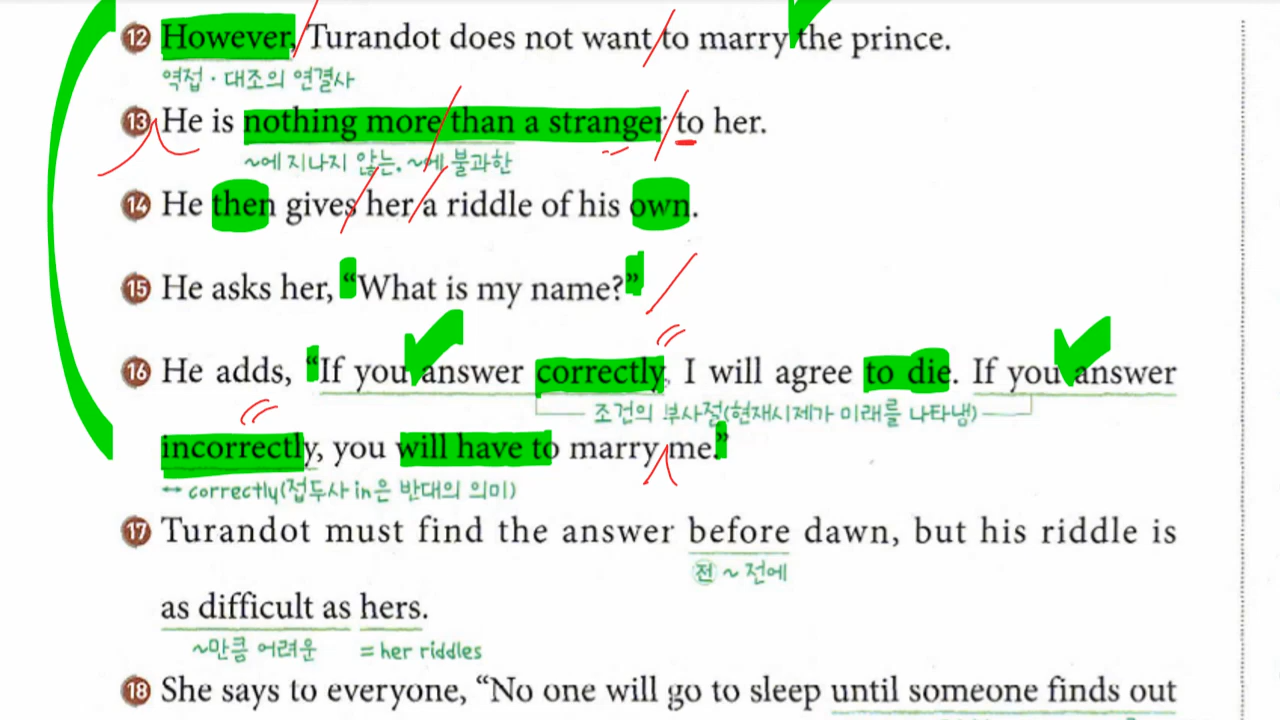 ⑫ However, Turandot does not want to marry the prince.
역접·대조의 연결사
⑬ He is nothing more than a stranger to her.
~에 지나지 않는, ~에 불과한
⑭ He then gives her a riddle of his own.
⑮ He asks her, “What is my name?”
⑯ He adds, “If you answer correctly, I will agree to die. If you answer
조건의 부사절(현재시제가 미래를 나타냄)
incorrectly, you will have to marry me.”
↔ correctly(접두사 in은 반대의 의미)
⑰ Turandot must find the answer before dawn, but his riddle is
전 ~ 전에
as difficult as hers.
~만큼 어려운 = her riddles
⑱ She says to everyone, “No one will go to sleep until someone finds out